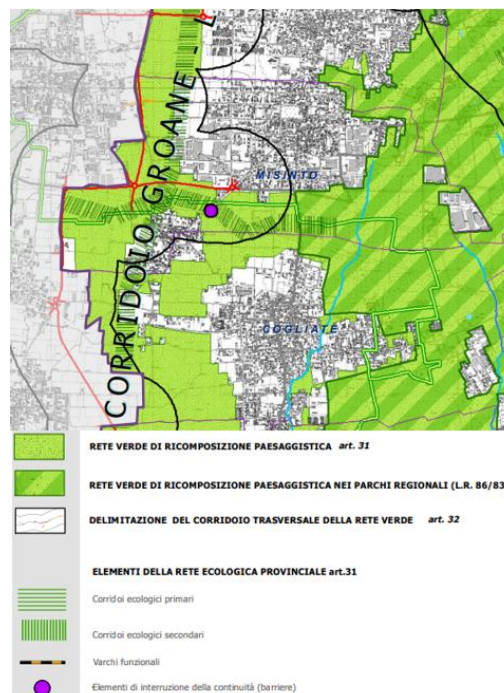 CORRIDOIO GROANE - L
MISINTO
COGLIATE
RETE VERDE DI RICOMPOSIZIONE PAESAGGISTICA art. 31
RETE VERDE DI RICOMPOSIZIONE PAESAGGISTICA NEI PARCHI REGIONALI (L.R. 86/83
DELIMITAZIONE DEL CORRIDOIO TRASVERSALE DELLA RETE VERDE art. 32
ELEMENTI DELLA RETE ECOLOGICA PROVINCIALE art.31
Corridoi ecologici primari
Corridoi ecologici secondari
Varchi funzionali
Elementi di interruzione della continuità (barriere)